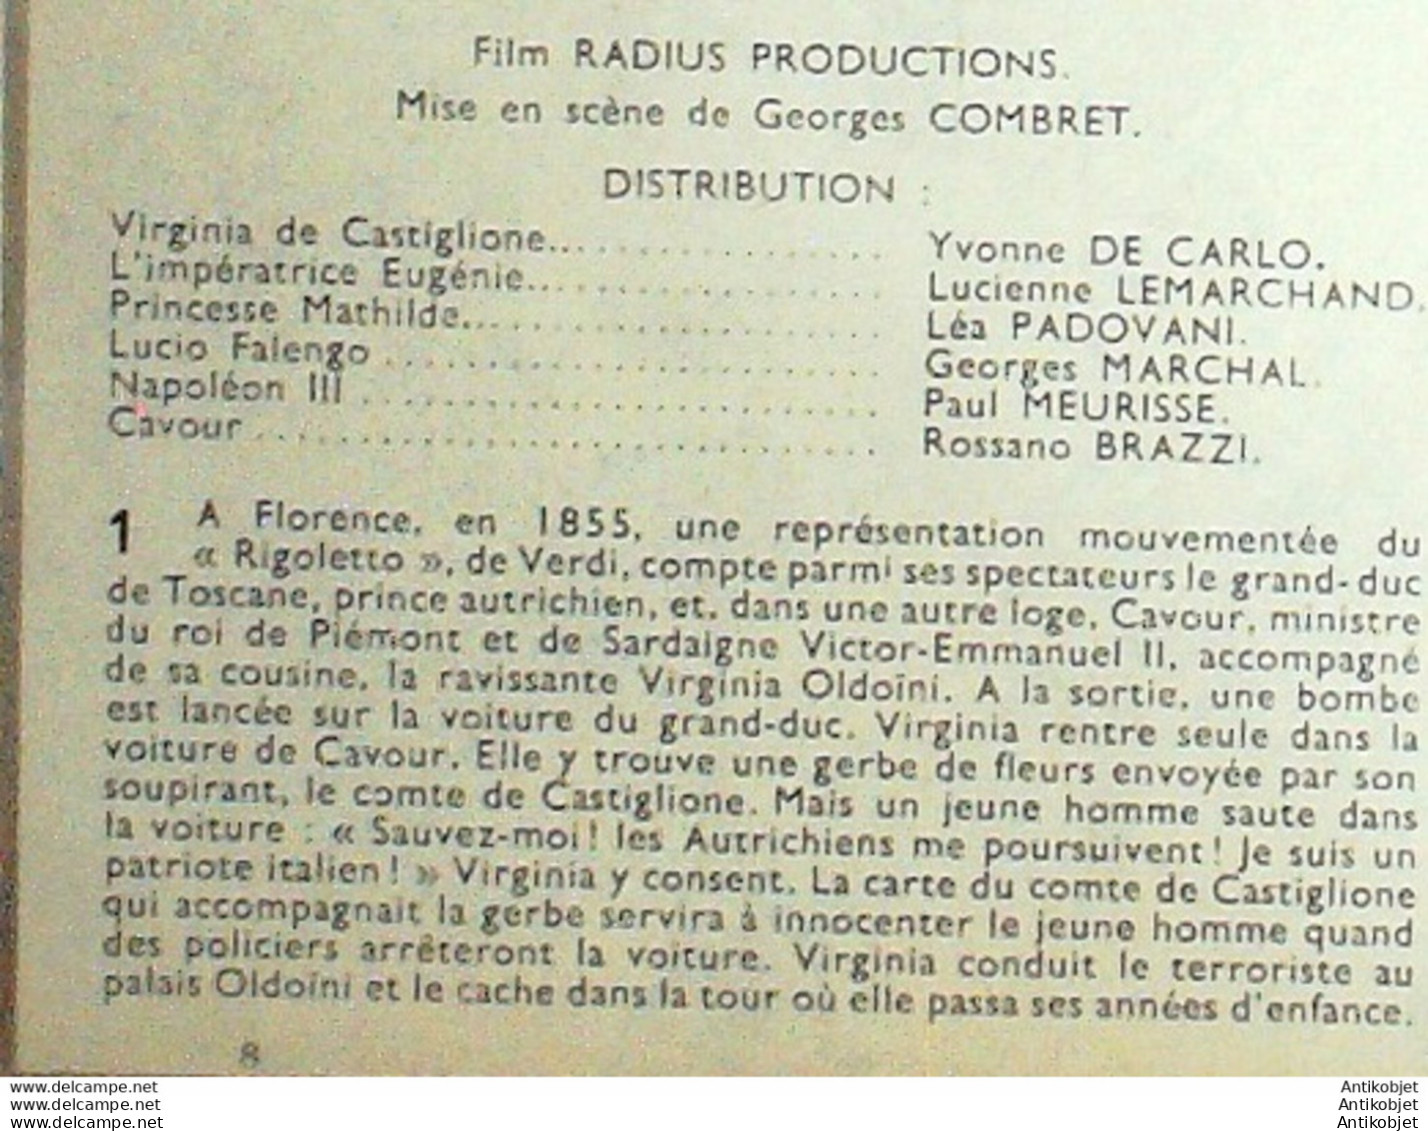 Film RADIUS PRODUCTIONS.
Mise en scène de Georges COMBRET.
DISTRIBUTION :
Virginia de Castiglione................ Yvonne DE CARLO.
L'impératrice Eugénie................ Lucienne LEMARCHAND.
Princesse Mathilde................ Léa PADOVANI.
Lucio Falengo ................ Georges MARCHAL.
Napoléon III ................ Paul MEURISSE.
Cavour ................ Rossano BRAZZI.
1 A Florence, en 1855, une représentation mouvementée du
« Rigoletto », de Verdi, compte parmi ses spectateurs le grand-duc
de Toscane, prince autrichien, et, dans une autre loge, Cavour, ministre
du roi de Piémont et de Sardaigne Victor-Emmanuel II, accompagné
de sa cousine, la ravissante Virginia Oldoïni. A la sortie, une bombe
est lancée sur la voiture du grand-duc. Virginia rentre seule dans la
voiture de Cavour. Elle y trouve une gerbe de fleurs envoyée par son
soupirant, le comte de Castiglione. Mais un jeune homme saute dans
la voiture : « Sauvez-moi! les Autrichiens me poursuivent! Je suis un
patriote italien! » Virginia y consent. La carte du comte de Castiglione
qui accompagnait la gerbe servira à innocenter le jeune homme quand
des policiers arrêteront la voiture. Virginia conduit le terroriste au
palais Oldoïni et le cache dans la tour où elle passa ses années d'enfance.
8
www.delcampe.net Antikobjet
www.delcampe.net Antikobjet
www.delcampe.net Antikobjet